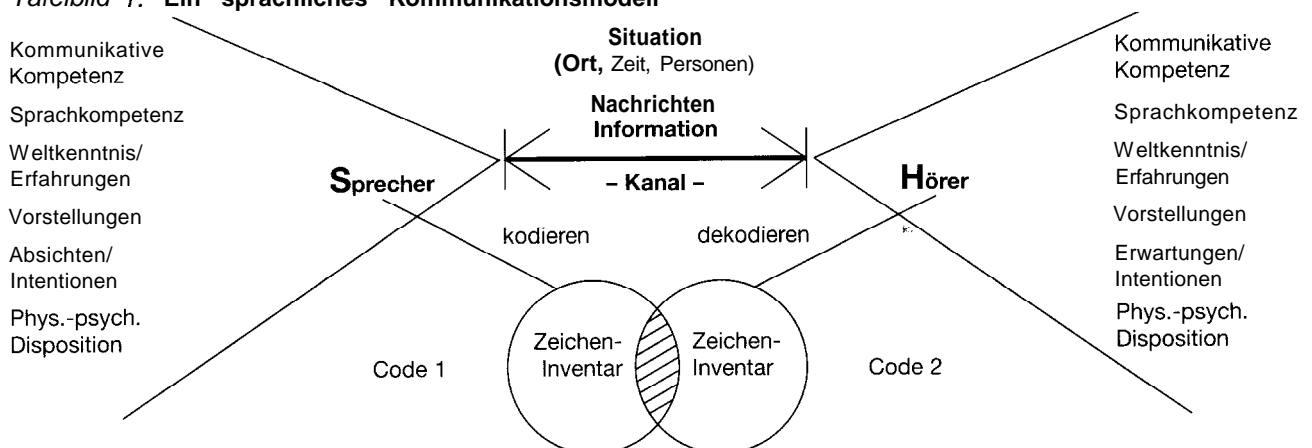 Tafelbild 1: Ein sprachliches Kommunikationsmodell
Kommunikative
Kompetenz
Sprachkompetenz
Weltkenntnis/
Erfahrungen
Vorstellungen
Absichten/
Intentionen
Phys.-psych.
Disposition
Situation
(Ort, Zeit, Personen)
Nachrichten
Information
– Kanal –
Sprecher
Hörer
kodieren
dekodieren
Zeichen-
Inventar
Zeichen-
Inventar
Code 1
Code 2
Kommunikative
Kompetenz
Sprachkompetenz
Weltkenntnis/
Erfahrungen
Vorstellungen
Erwartungen/
Intentionen
Phys.-psych.
Disposition